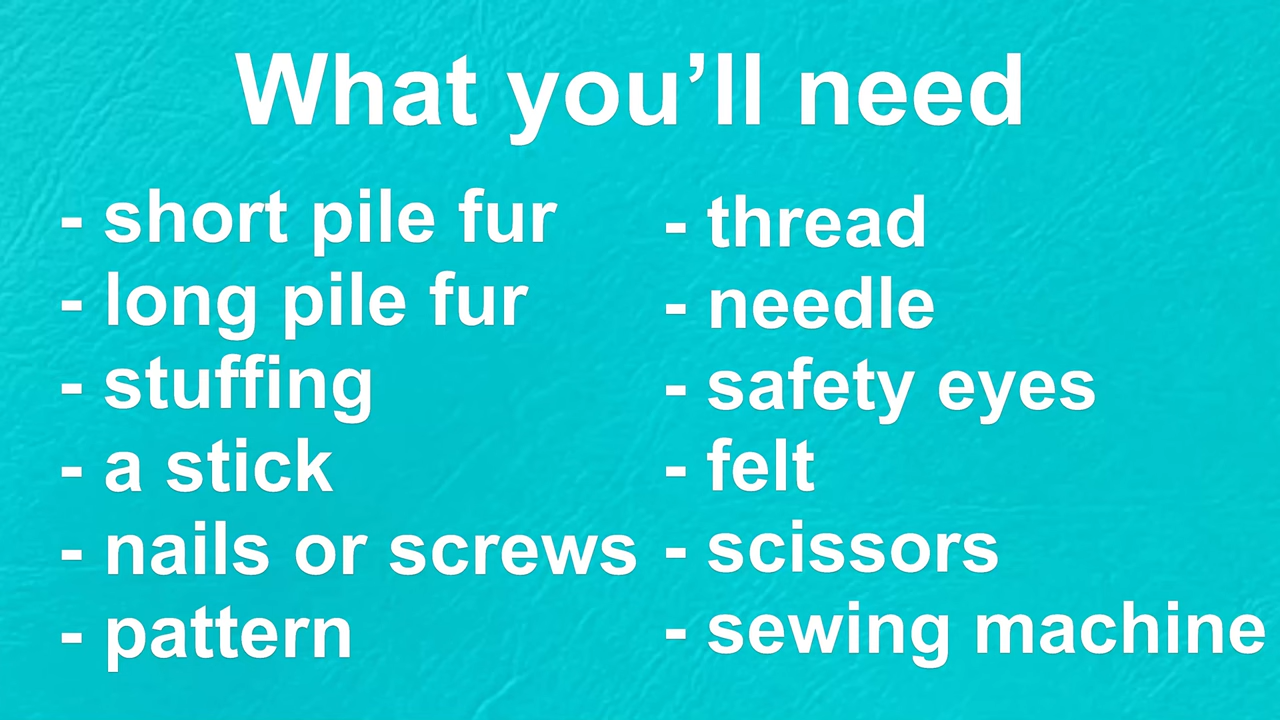 What you’ll need
- short pile fur
- long pile fur
- stuffing
- a stick
- nails or screws
- pattern
- thread
- needle
- safety eyes
- felt
- scissors
- sewing machine